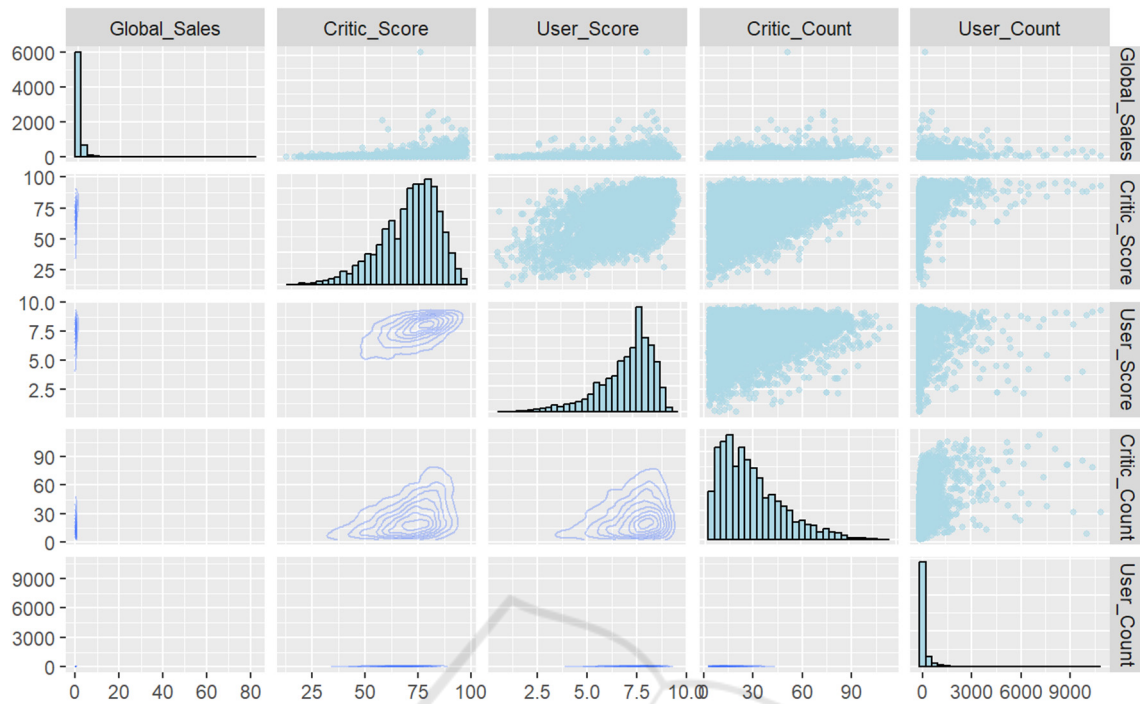 Global_Sales Critic_Score User_Score Critic_Count User_Count
6000
4000
2000
0
Global_Sales
100
75
50
25
Critic_Score
10.0
7.5
5.0
2.5
User_Score
90
60
30
0
Critic_Count
9000
6000
3000
0
User_Count
0 20 40 60 80 25 50 75 100 2.5 5.0 7.5 10.0 0 30 60 90 0 3000 6000 9000